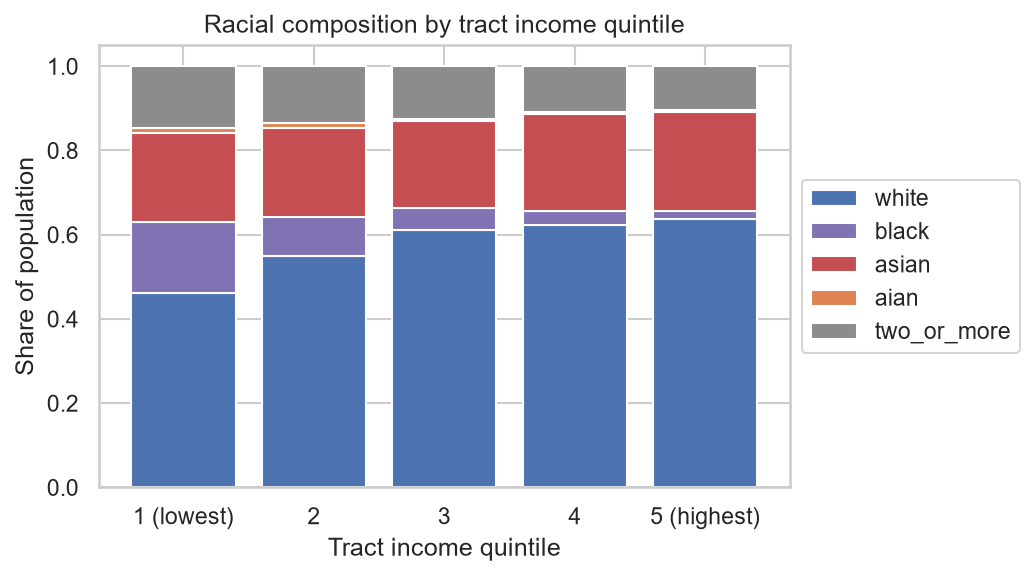 Racial composition by tract income quintile
Share of population
1.0
0.8
0.6
0.4
0.2
0.0
1 (lowest) 2 3 4 5 (highest)
Tract income quintile
white
black
asian
aian
two_or_more